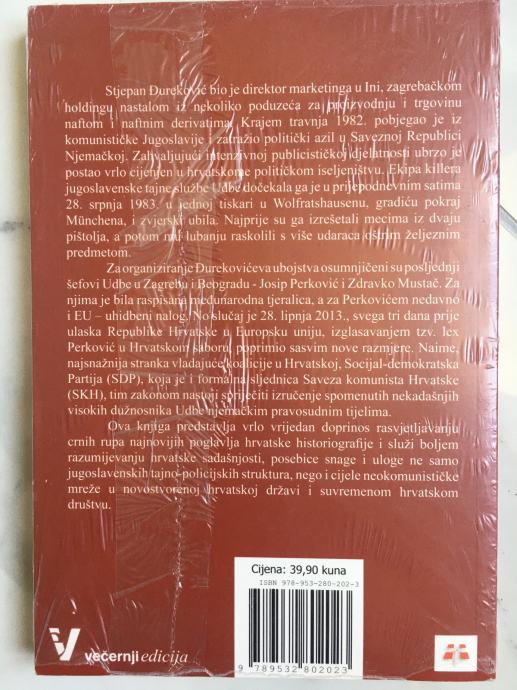 Stjepan Đureković bio je direktor marketinga u Ini, zagrebačkom
holdingu nastalom iz nekoliko poduzeća za proizvodnju i trgovinu
naftom i naftnim derivatima. Krajem travnja 1982. pobjegao je iz
komunističke Jugoslavije i zatražio politički azil u Saveznoj Republici
Njemačkoj. Zahvaljujući intenzivnoj publicističkoj djelatnosti ubrzo je
postao vrlo cijenjen u hrvatskome političkom iseljeništvu. Ekipa killera
jugoslavenske tajne službe Udbe dočekala ga je u prijepodnevnim satima
28. srpnja 1983. u jednoj tiskari u Wolfratshausenu, gradiću pokraj
Münchena, i zvjerski ubila. Najprije su ga izrešetali mecima iz dvaju
pištolja, a potom mu lubanju raskolili s više udaraca oštrim željeznim
predmetom.
Za organiziranje Đurekovićeva ubojstva osumnjičeni su posljednji
šefovi Udbe u Zagrebu i Beogradu - Josip Perković i Zdravko Mustač. Za
njima je bila raspisana međunarodna tjeralica, a za Perkovićem nedavno
i EU – uhidbeni nalog. No slučaj je 28. lipnja 2013., svega tri dana prije
ulaska Republike Hrvatske u Europsku uniju, izglasavanjem tzv. lex
Perković u Hrvatskom saboru, poprimio sasvim nove razmjere. Naime,
najsnažnija stranka vladajuće koalicije u Hrvatskoj, Socijal-demokratska
Partija (SDP), koja je i formalna sljednica Saveza komunista Hrvatske
(SKH), tim zakonom nastoji spriječiti izručenje spomenutih nekadašnjih
visokih dužnosnika Udbe njemačkim pravosudnim tijelima.
Ova knjiga predstavlja vrlo vrijedan doprinos rasvjetljavanju
crnih rupa najnovijih poglavlja hrvatske historiografije i služi boljem
razumijevanju hrvatske sadašnjosti, posebice snage i uloge ne samo
jugoslavenskih tajno-policijskih struktura, nego i cijele neokomunističke
mreže u novostvorenoj hrvatskoj državi i suvremenom hrvatskom
društvu.
Cijena: 39,90 kuna
ISBN 978-953-280-202-3
9 789532 802023
večernji edicija